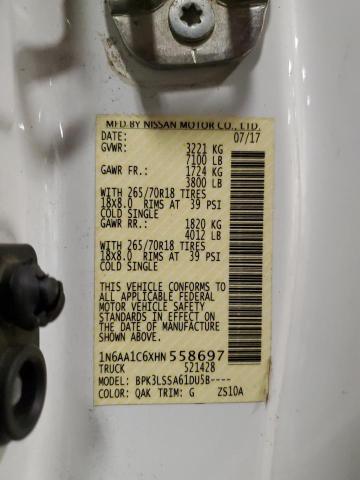 MFD BY NISSAN MOTOR CO., LTD.
DATE: 07/17
GVWR: 3221 KG
7100 LB
GAWR FR.: 1724 KG
3800 LB
WITH 265/70R18 TIRES
18x8.0 RIMS AT 39 PSI
COLD SINGLE
GAWR RR.: 1820 KG
4012 LB
WITH 265/70R18 TIRES
18x8.0 RIMS AT 39 PSI
COLD SINGLE
THIS VEHICLE CONFORMS TO
ALL APPLICABLE FEDERAL
MOTOR VEHICLE SAFETY
STANDARDS IN EFFECT ON
THE DATE OF MANUFACTURE
SHOWN ABOVE.
1N6AA1C6XHN558697
TRUCK 521428
MODEL: BPK3LSSA61DU5B----
COLOR: QAK TRIM: G ZS10A